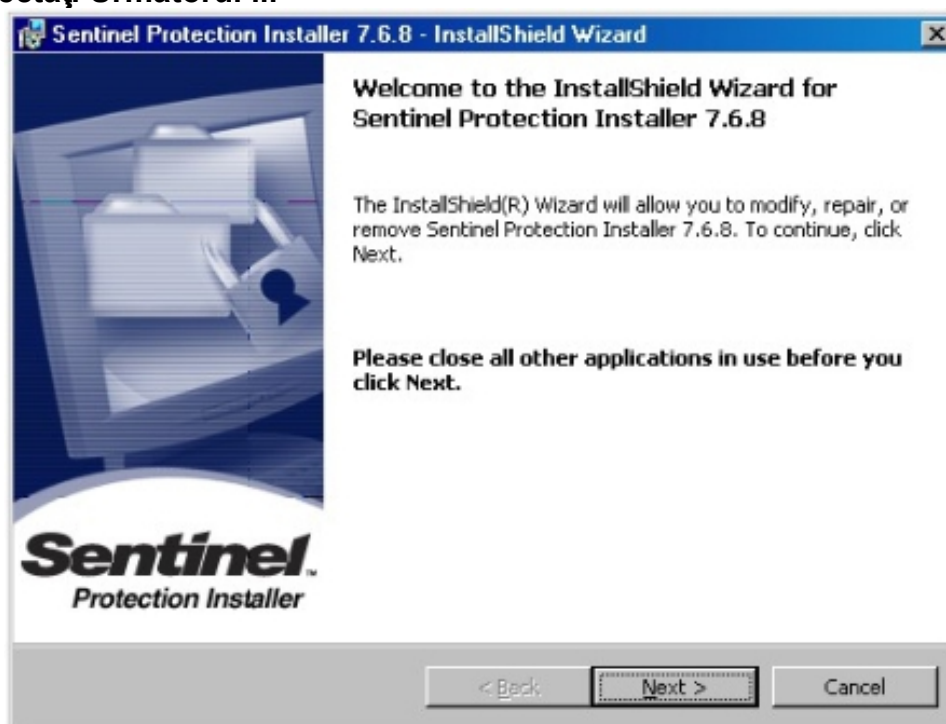 Sentinel Protection Installer 7.6.8 - InstallShield Wizard
Welcome to the InstallShield Wizard for
Sentinel Protection Installer 7.6.8
The InstallShield(R) Wizard will allow you to modify, repair, or
remove Sentinel Protection Installer 7.6.8. To continue, click
Next.
Please close all other applications in use before you
click Next.
Sentinel™
Protection Installer
< Back
Next >
Cancel